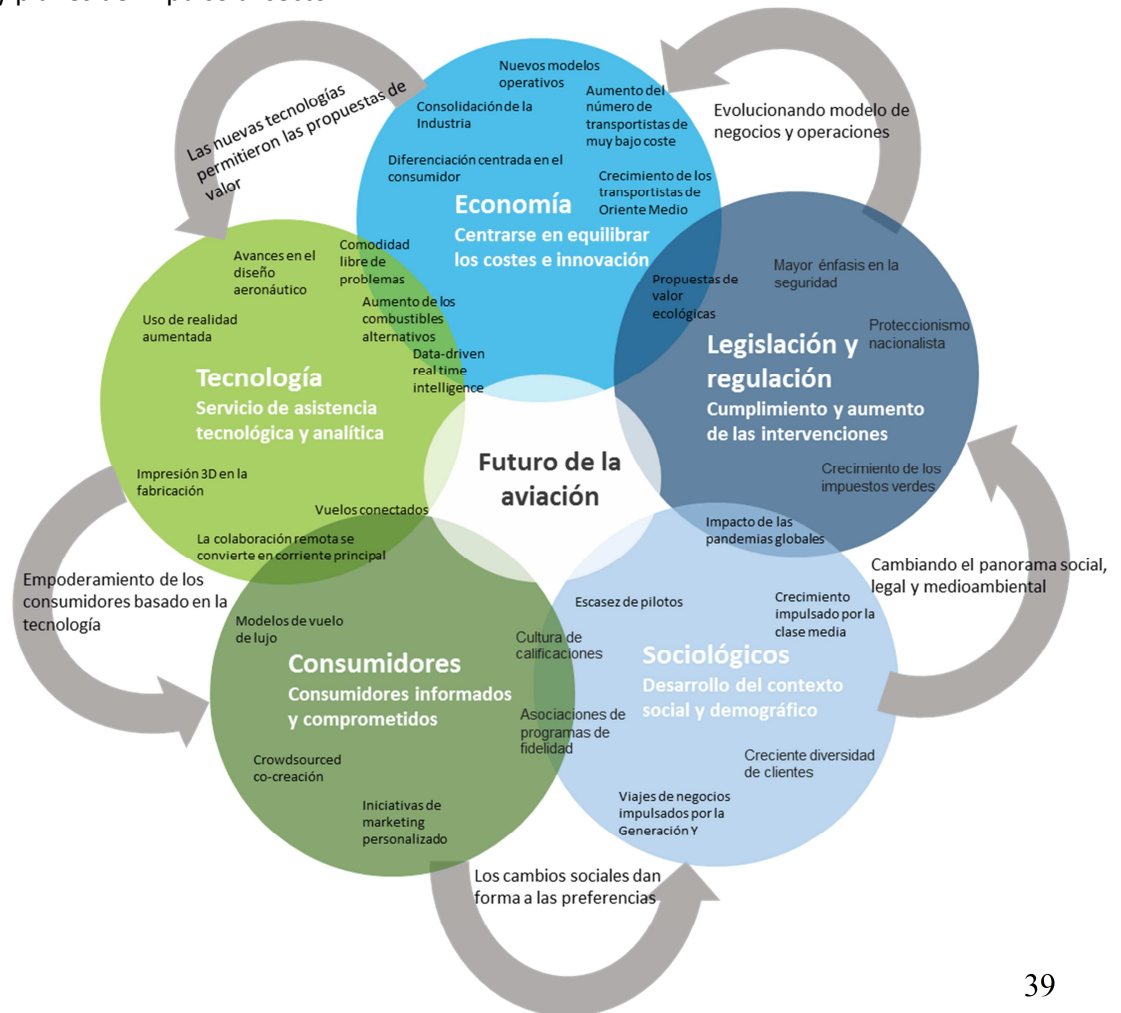 Nuevos modelos
operativos
Aumento del
número de
transportistas de
muy bajo coste
Consolidación de la
Industria
Diferenciación centrada en el
consumidor
Crecimiento de los
transportistas de
Oriente Medio
Economía
Centrarse en equilibrar
los costes e innovación
Las nuevas tecnologías
permitieron las propuestas de
valor
Evolucionando modelo de
negocios y operaciones
Avances en el
diseño
aeronáutico
Comodidad
libre de
problemas
Uso de realidad
aumentada
Aumento de los
combustibles
alternativos
Data-driven
real time
intelligence
Tecnología
Servicio de asistencia
tecnológica y analítica
Impresión 3D en la
fabricación
Vuelos conectados
La colaboración remota se
convierte en corriente principal
Propuestas de
valor
ecológicas
Mayor énfasis en la
seguridad
Proteccionismo
nacionalista
Legislación y
regulación
Cumplimiento y aumento
de las intervenciones
Crecimiento de los
impuestos verdes
Impacto de las
pandemias globales
Futuro de la
aviación
Empoderamiento de los
consumidores basado en la
tecnología
Cambiando el panorama social,
legal y medioambiental
Modelos de vuelo
de lujo
Consumidores
Consumidores informados
y comprometidos
Cultura de
calificaciones
Asociaciones de
programas de
fidelidad
Crowdsourced
co-creación
Iniciativas de
marketing
personalizado
Escasez de pilotos
Crecimiento
impulsado por la
clase media
Sociológicos
Desarrollo del contexto
social y demográfico
Creciente diversidad
de clientes
Viajes de negocios
impulsados por la
Generación Y
Los cambios sociales dan
forma a las preferencias
39